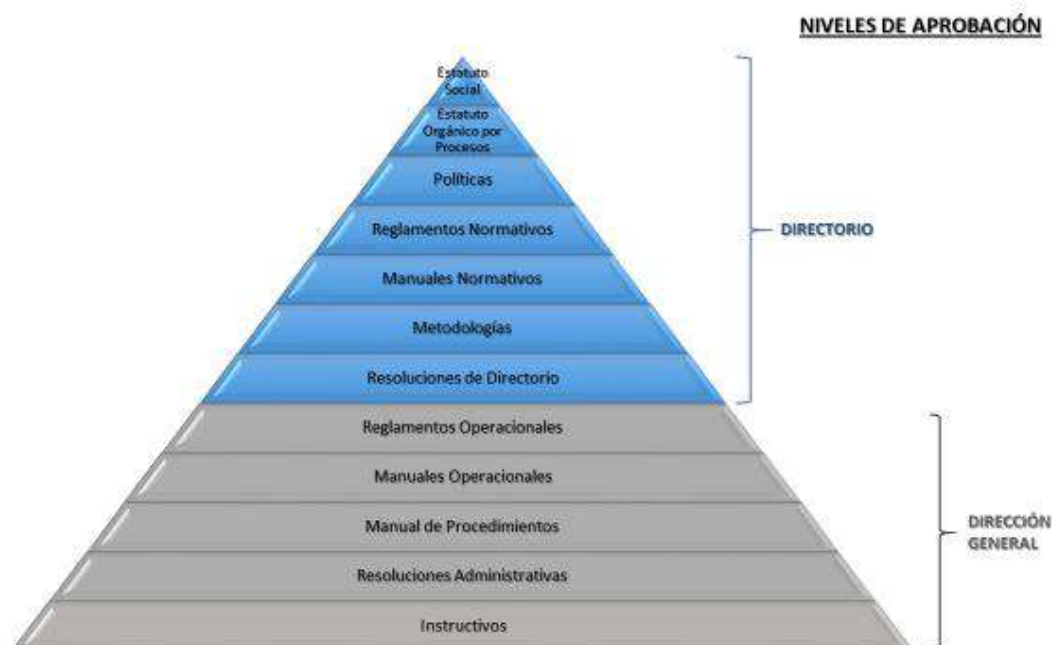 NIVELES DE APROBACIÓN
Estatuto
Social
Estatuto
Orgánico por
Procesos
Políticas
Reglamentos Normativos
Manuales Normativos
Metodologías
Resoluciones de Directorio
DIRECTORIO
Reglamentos Operacionales
Manuales Operacionales
Manual de Procedimientos
Resoluciones Administrativas
Instructivos
DIRECCIÓN
GENERAL